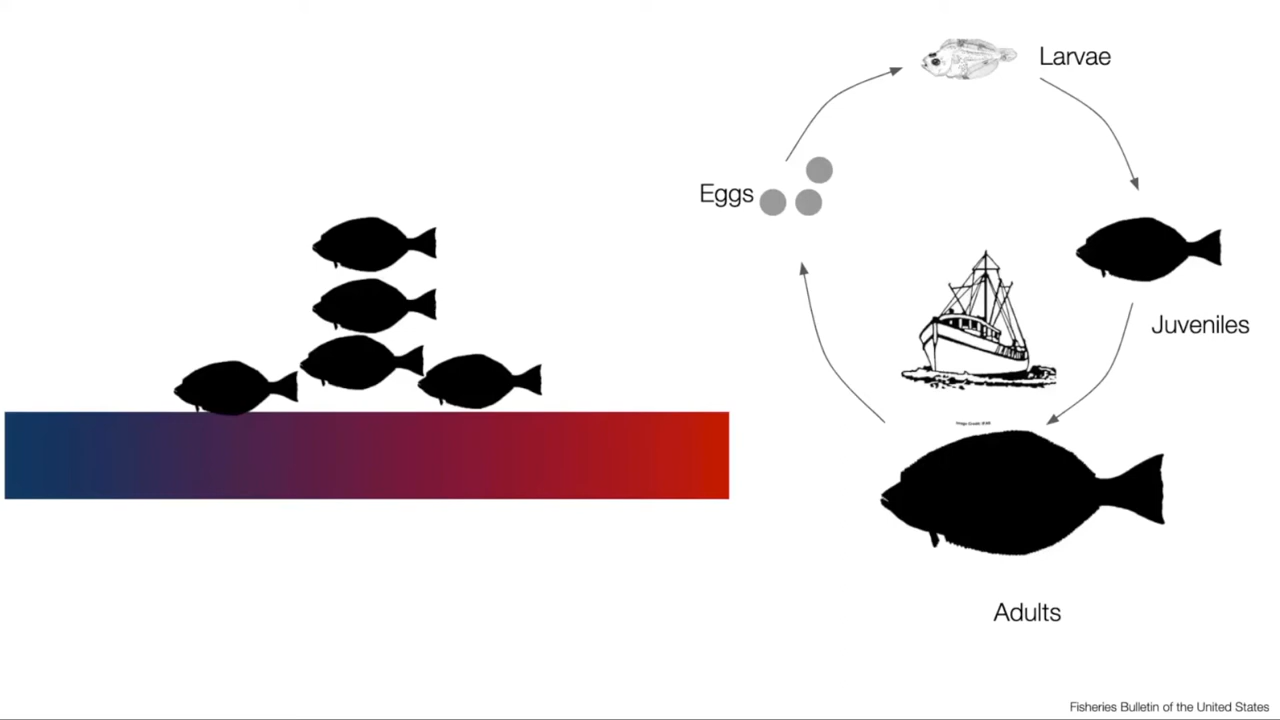 Larvae
Eggs
Juveniles
Adults
Fisheries Bulletin of the United States